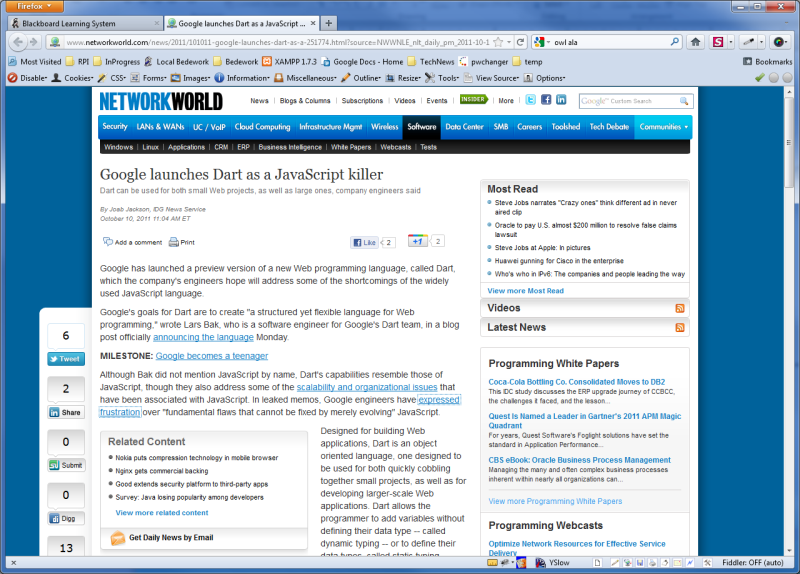 Firefox
Blackboard Learning System
Google launches Dart as a JavaScript ...
www.networkworld.com/news/2011/101011-google-launches-dart-as-a-251774.html?source=NWWNLE_nlt_daily_pm_2011-10-1
owl ala
Most Visited RPI InProgress Local Bedework Bedework XAMPP 1.7.3 Google Docs - Home TechNews pwchanger temp Bookmarks
Disable Cookies CSS Forms Images Information Miscellaneous Outline Resize Tools View Source Options
NETWORKWORLD
News Blogs & Columns Subscriptions Videos Events INSIDER More
Google™ Custom Search
Security LANs & WANs UC / VoIP Cloud Computing Infrastructure Mgmt Wireless Software Data Center SMB Careers Toolshed Tech Debate Communities
Windows Linux Applications CRM ERP Business Intelligence White Papers Webcasts Tests
Google launches Dart as a JavaScript killer
Dart can be used for both small Web projects, as well as large ones, company engineers said
By Joab Jackson, IDG News Service
October 10, 2011 11:04 AM ET
Add a comment Print
Like 2
+1 2
Google has launched a preview version of a new Web programming language, called Dart,
which the company's engineers hope will address some of the shortcomings of the widely
used JavaScript language.
Google's goals for Dart are to create "a structured yet flexible language for Web
programming," wrote Lars Bak, who is a software engineer for Google's Dart team, in a blog
post officially announcing the language Monday.
MILESTONE: Google becomes a teenager
Although Bak did not mention JavaScript by name, Dart's capabilities resemble those of
JavaScript, though they also address some of the scalability and organizational issues that
have been associated with JavaScript. In leaked memos, Google engineers have expressed
frustration over "fundamental flaws that cannot be fixed by merely evolving" JavaScript.
Related Content
Nokia puts compression technology in mobile browser
Nginx gets commercial backing
Good extends security platform to third-party apps
Survey: Java losing popularity among developers
View more related content
Get Daily News by Email
Designed for building Web
applications, Dart is an object
oriented language, one designed to
be used for both quickly cobbling
together small projects, as well as for
developing larger-scale Web
applications. Dart allows the
programmer to add variables without
defining their data type -- called
dynamic typing -- or to define their
data types, called static typing.
6
Tweet
2
Share
0
Submit
0
Digg
13
Most Read
Steve Jobs narrates "Crazy ones" think different ad in never
aired clip
Oracle to pay U.S. almost $200 million to resolve false claims
lawsuit
Steve Jobs at Apple: In pictures
Huawei gunning for Cisco in the enterprise
Who's who in IPv6: The companies and people leading the way
View more Most Read
Videos
Latest News
Programming White Papers
Coca-Cola Bottling Co. Consolidated Moves to DB2
This IDC study discusses the ERP upgrade journey of CCBCC,
the challenges it faced, and the lesson...
Quest Is Named a Leader in Gartner's 2011 APM Magic
Quadrant
For years, Quest Software's Foglight solutions have set the
standard in Application Performance...
CBS eBook: Oracle Business Process Management
Managing the many and often complex business processes
inherent within nearly all organizations can...
View more Programming White Papers
Programming Webcasts
Optimize Network Resources for Effective Service
Delivery
YSlow
Fiddler: OFF (auto)